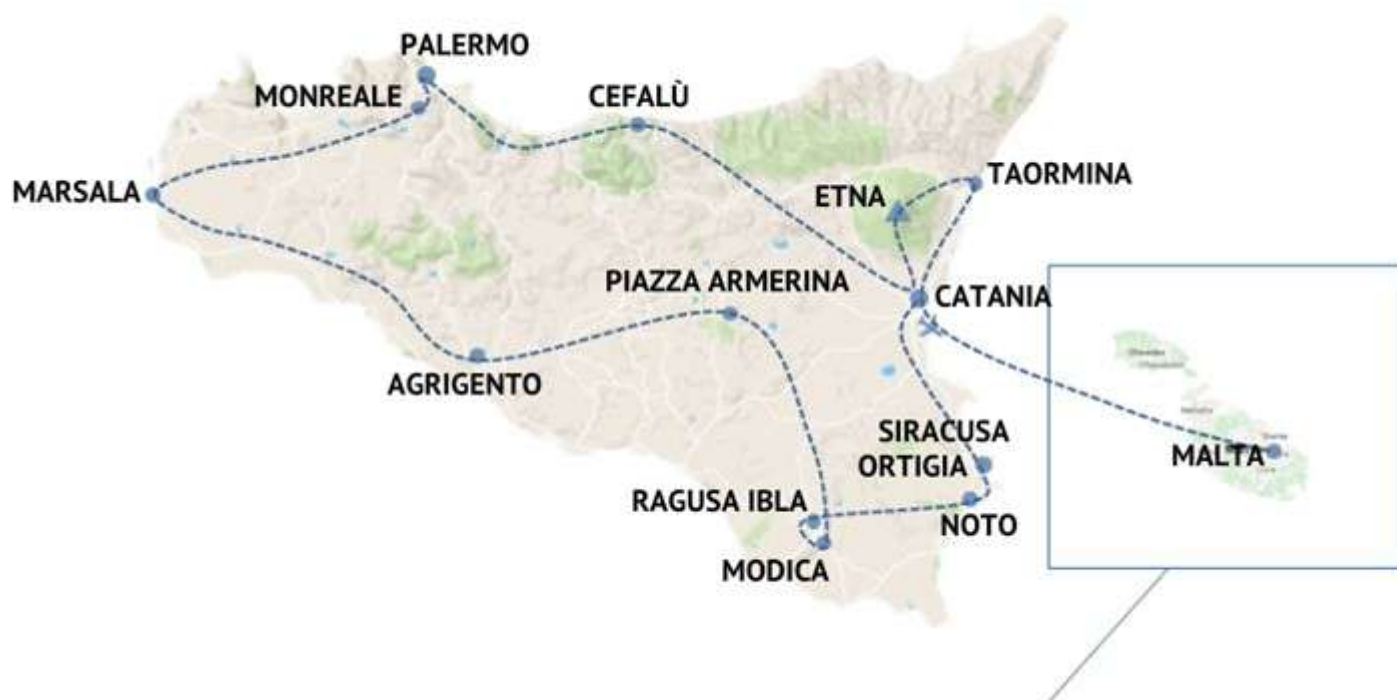 PALERMO
MONREALE
CEFALÙ
MARSALA
TAORMINA
ETNA
PIAZZA ARMERINA
CATANIA
AGRIGENTO
SIRACUSA
ORTIGIA
MALTA
RAGUSA IBLA
NOTO
MODICA